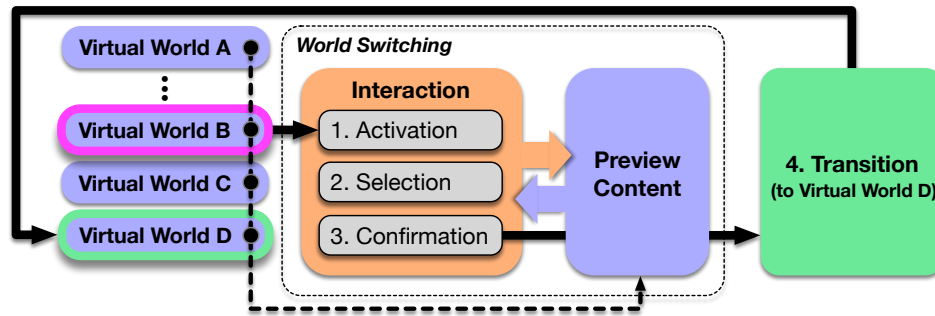 Virtual World A
Virtual World B
Virtual World C
Virtual World D
World Switching
Interaction
1. Activation
2. Selection
3. Confirmation
Preview
Content
4. Transition
(to Virtual World D)